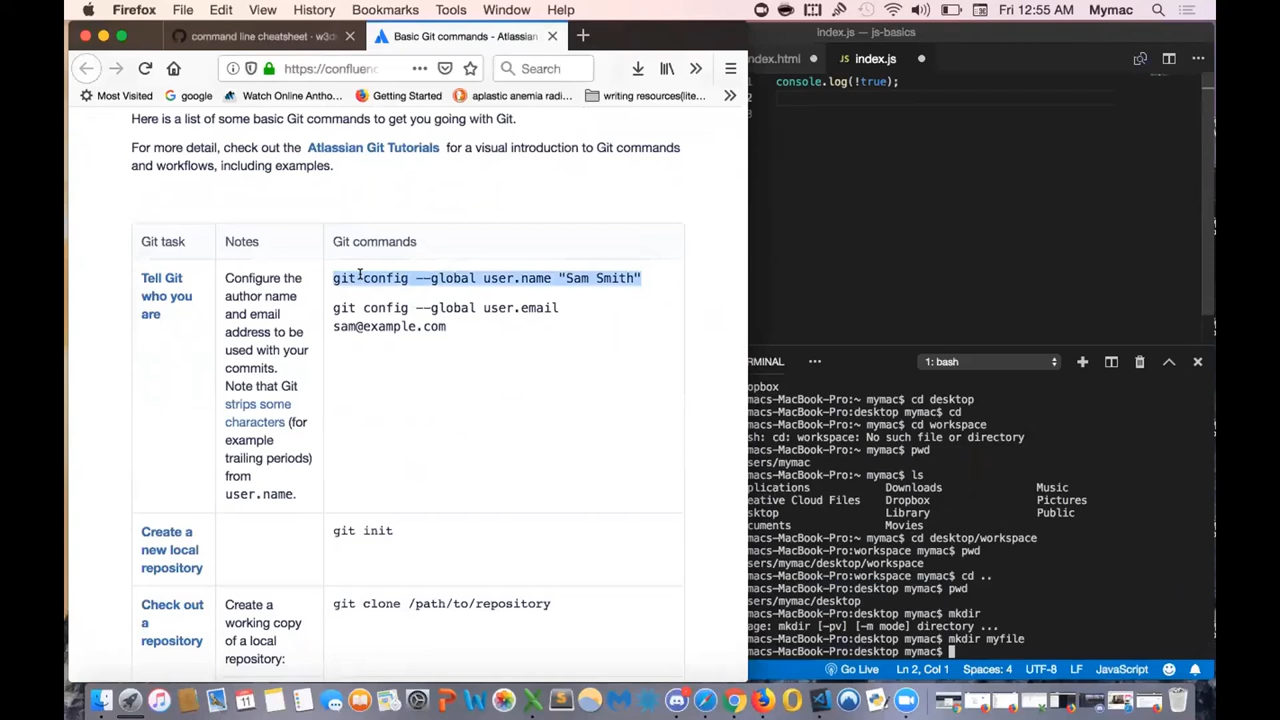 Firefox File Edit View History Bookmarks Tools Window Help Fri 12:55 AM Mymac
command line cheatsheet - w3ds
Basic Git commands - Atlassian
index.js — js-basics
https://confluenc
Search
ndex.html
index.js
Most Visited
google
Watch Online Antho...
Getting Started
aplastic anemia radi...
writing resources(lite...
1 console.log(!true);
2
3
Here is a list of some basic Git commands to get you going with Git.
For more detail, check out the Atlassian Git Tutorials for a visual introduction to Git commands
and workflows, including examples.
Git task
Notes
Git commands
Tell Git
who you
are
Configure the
author name
and email
address to be
used with your
commits.
Note that Git
strips some
characters (for
example
trailing periods)
from
user.name.
git config --global user.name "Sam Smith"
git config --global user.email
sam@example.com
Create a
new local
repository
git init
Check out
a
repository
Create a
working copy
of a local
repository:
git clone /path/to/repository
RMINAL
1: bash
opbox
macs-MacBook-Pro:~ mymac$ cd desktop
macs-MacBook-Pro:desktop mymac$ cd
macs-MacBook-Pro:~ mymac$ cd workspace
sh: cd: workspace: No such file or directory
macs-MacBook-Pro:~ mymac$ pwd
sers/mymac
macs-MacBook-Pro:~ mymac$ ls
plications Downloads Music
eative Cloud Files Dropbox Pictures
sktop Library Public
cuments Movies
macs-MacBook-Pro:~ mymac$ cd desktop/workspace
macs-MacBook-Pro:workspace mymac$ pwd
sers/mymac/desktop/workspace
macs-MacBook-Pro:workspace mymac$ cd ..
macs-MacBook-Pro:desktop mymac$ pwd
sers/mymac/desktop
macs-MacBook-Pro:desktop mymac$ mkdir
age: mkdir [-pv] [-m mode] directory ...
macs-MacBook-Pro:desktop mymac$ mkdir myfile
macs-MacBook-Pro:desktop mymac$
Go Live Ln 2, Col 1 Spaces: 4 UTF-8 LF JavaScript